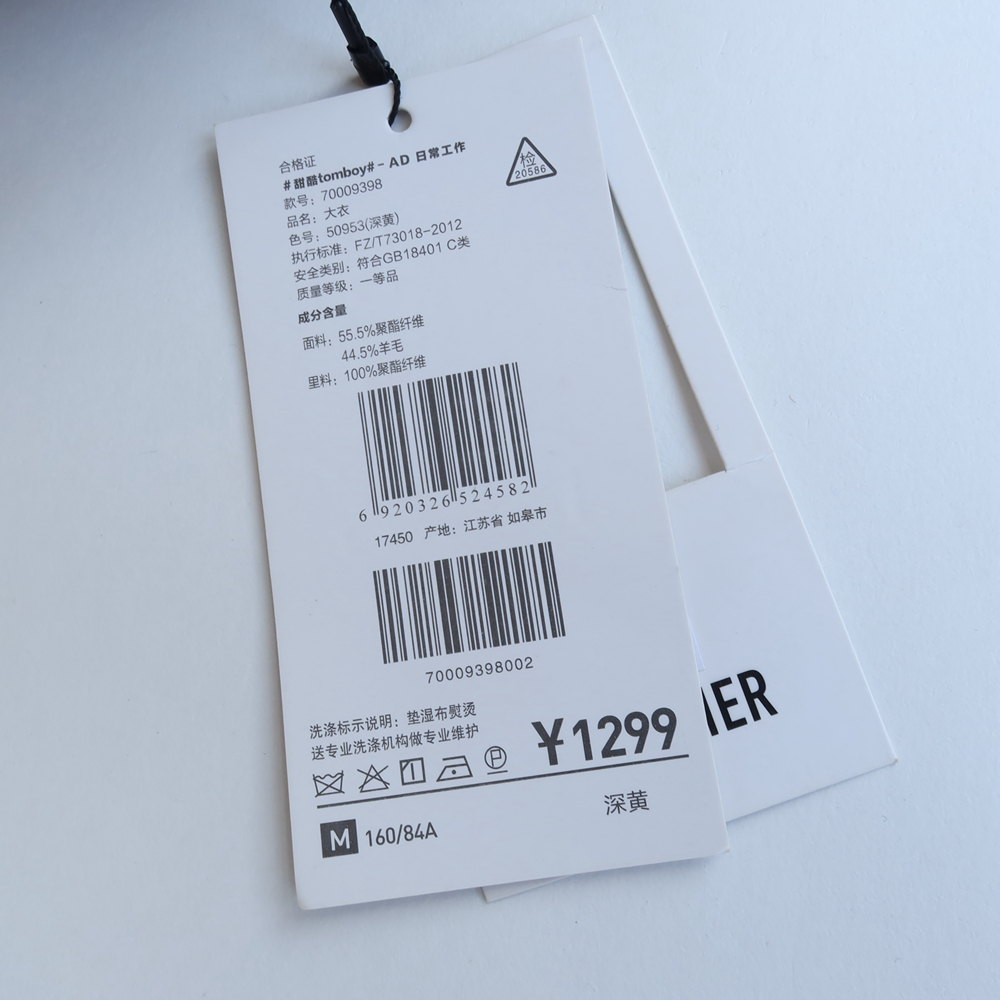 合格证
#甜酷tomboy#-AD 日常工作
款号：70009398
品名：大衣
色号：50953(深黄)
执行标准：FZ/T73018-2012
安全类别：符合GB18401 C类
质量等级：一等品
检
20586
成分含量
面料：55.5%聚酯纤维
44.5%羊毛
里料：100%聚酯纤维
6 920326 524582
17450 产地：江苏省 如皋市
70009398002
洗涤标示说明：垫湿布熨烫
送专业洗涤机构做专业维护
P
¥1299
深黄
M 160/84A
IER